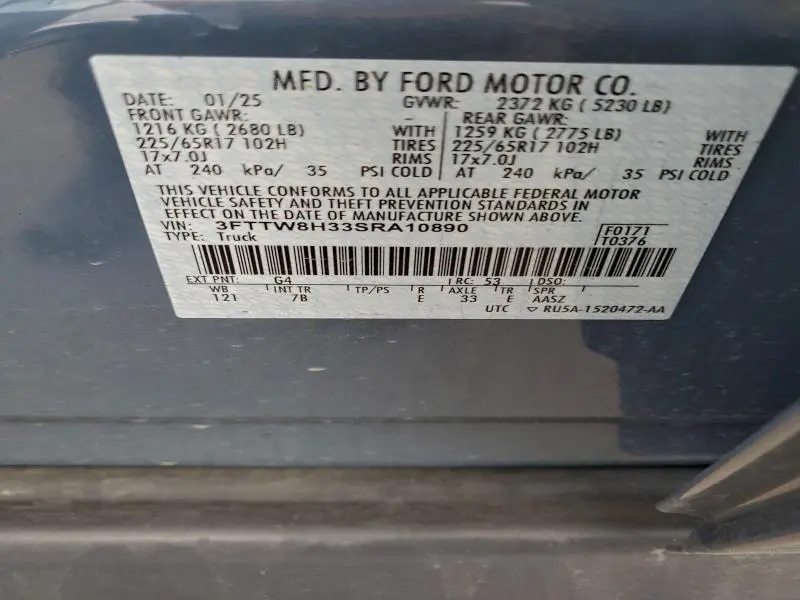 MFD. BY FORD MOTOR CO.
DATE: 01/25 GVWR: 2372 KG ( 5230 LB)
FRONT GAWR: REAR GAWR:
1216 KG ( 2680 LB) WITH 1259 KG ( 2775 LB) WITH
225/65R17 102H TIRES 225/65R17 102H TIRES
17x7.0J RIMS 17x7.0J RIMS
AT 240 kPa/ 35 PSI COLD AT 240 kPa/ 35 PSI COLD
THIS VEHICLE CONFORMS TO ALL APPLICABLE FEDERAL MOTOR
VEHICLE SAFETY AND THEFT PREVENTION STANDARDS IN
EFFECT ON THE DATE OF MANUFACTURE SHOWN ABOVE.
VIN: 3FTTW8H33SRA10890 F0171
TYPE: Truck T0376
EXT PNT: G4 RC: 53 DSO:
WB INT TR TP/PS R AXLE TR SPR
121 7B E 33 E AASZ
UTC ▽ RU5A-1520472-AA